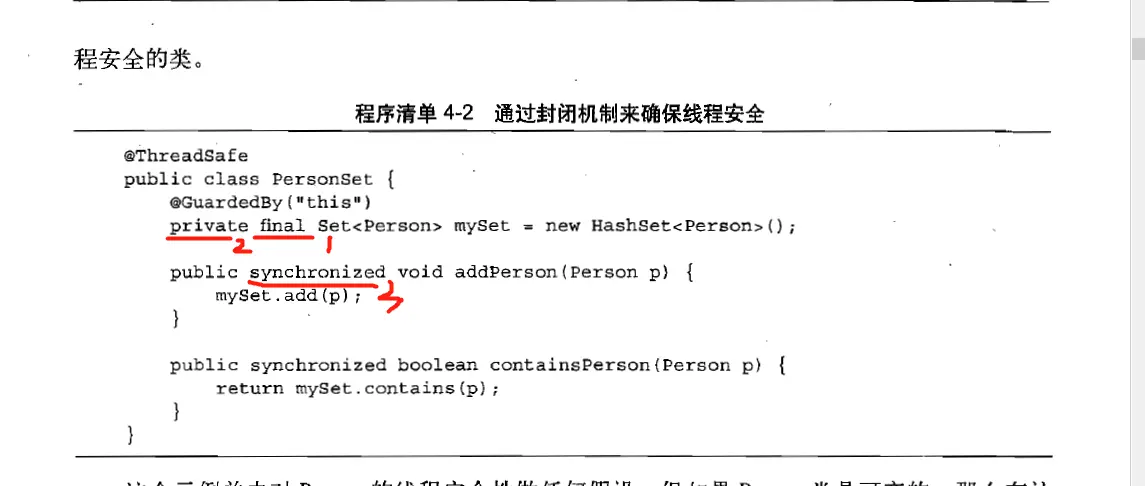 程安全的类。
程序清单 4-2 通过封闭机制来确保线程安全
@ThreadSafe
public class PersonSet {
@GuardedBy("this")
private final Set<Person> mySet = new HashSet<Person>();
2 1
public synchronized void addPerson(Person p) {
mySet.add(p); 3
}
public synchronized boolean containsPerson(Person p) {
return mySet.contains(p);
}
}